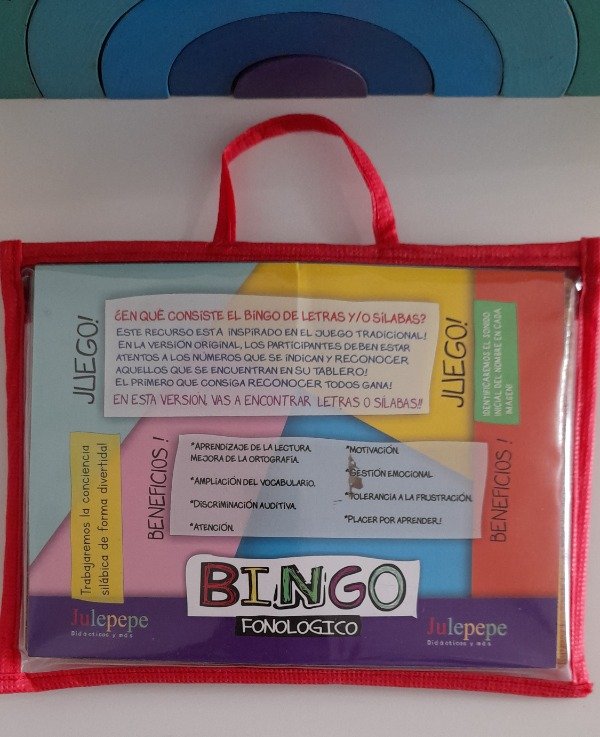 JUEGO!
¿EN QUÉ CONSISTE EL BINGO DE LETRAS Y/O SÍLABAS?
ESTE RECURSO ESTÁ INSPIRADO EN EL JUEGO TRADICIONAL!
EN LA VERSIÓN ORIGINAL, LOS PARTICIPANTES DEBEN ESTAR
ATENTOS A LOS NÚMEROS QUE SE INDICAN Y RECONOCER
AQUELLOS QUE SE ENCUENTRAN EN SU TABLERO!
EL PRIMERO QUE CONSIGA RECONOCER TODOS GANA!
EN ESTA VERSIÓN, VAS A ENCONTRAR LETRAS O SÍLABAS!!
JUEGO!
IDENTIFICAREMOS EL SONIDO
INICIAL DEL NOMBRE EN CADA
IMAGEN!
Trabajaremos la conciencia
silábica de forma divertida!
BENEFICIOS !
*APRENDIZAJE DE LA LECTURA.
MEJORA DE LA ORTOGRAFÍA.
*AMPLIACIÓN DEL VOCABULARIO.
*DISCRIMINACIÓN AUDITIVA.
*ATENCIÓN.
*MOTIVACIÓN.
*GESTIÓN EMOCIONAL
*TOLERANCIA A LA FRUSTRACIÓN.
*PLACER POR APRENDER!
BENEFICIOS !
BINGO
FONOLOGICO
Julepepe
Didácticos y más
Julepepe
Didácticos y más